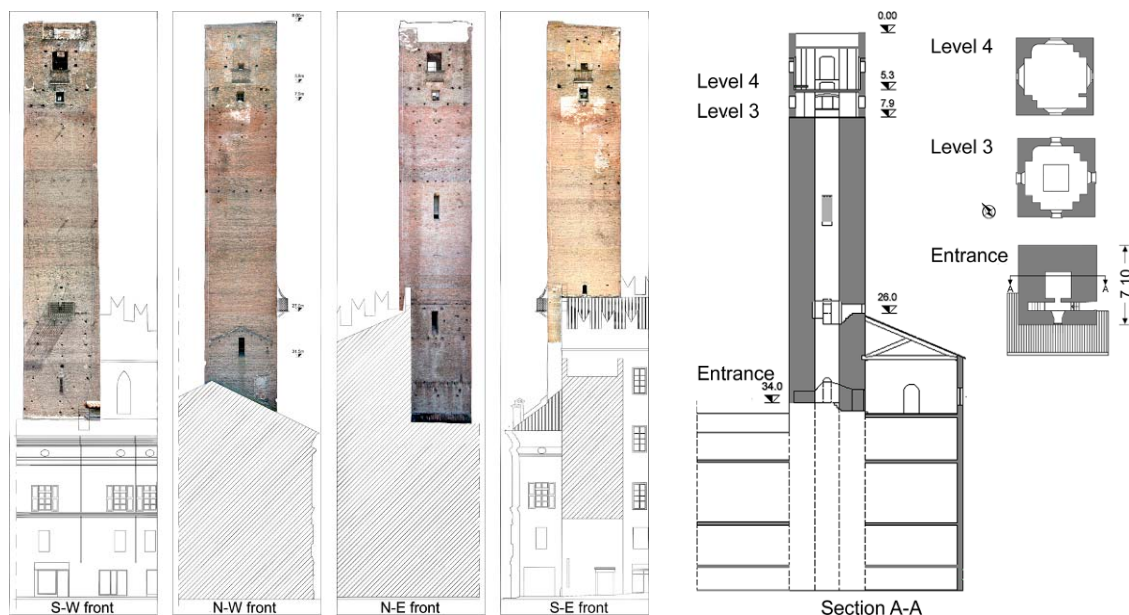 S-W front
N-W front
N-E front
S-E front
Level 4
Level 3
Entrance
0.00
5.3
7.9
26.0
34.0
Section A-A
Level 4
Level 3
Entrance
A
A
7.10